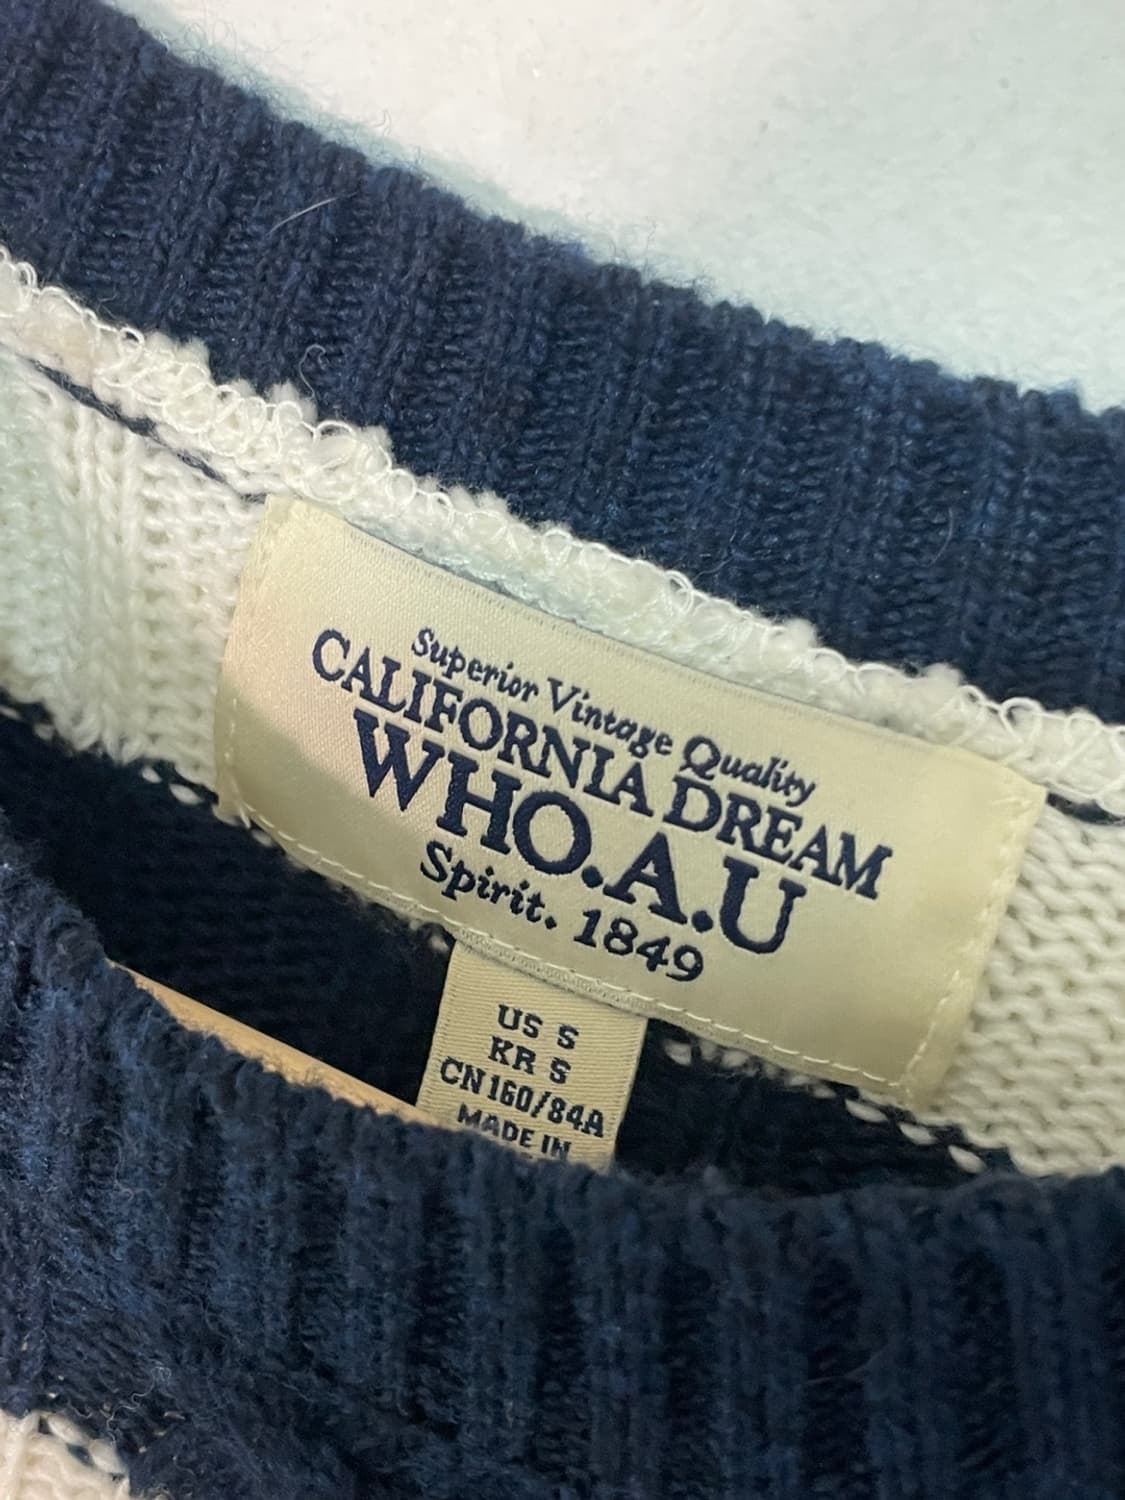 Superior Vintage Quality
CALIFORNIA DREAM
WHO.A.U
Spirit. 1849
US S
KR S
CN 160/84A
MADE IN